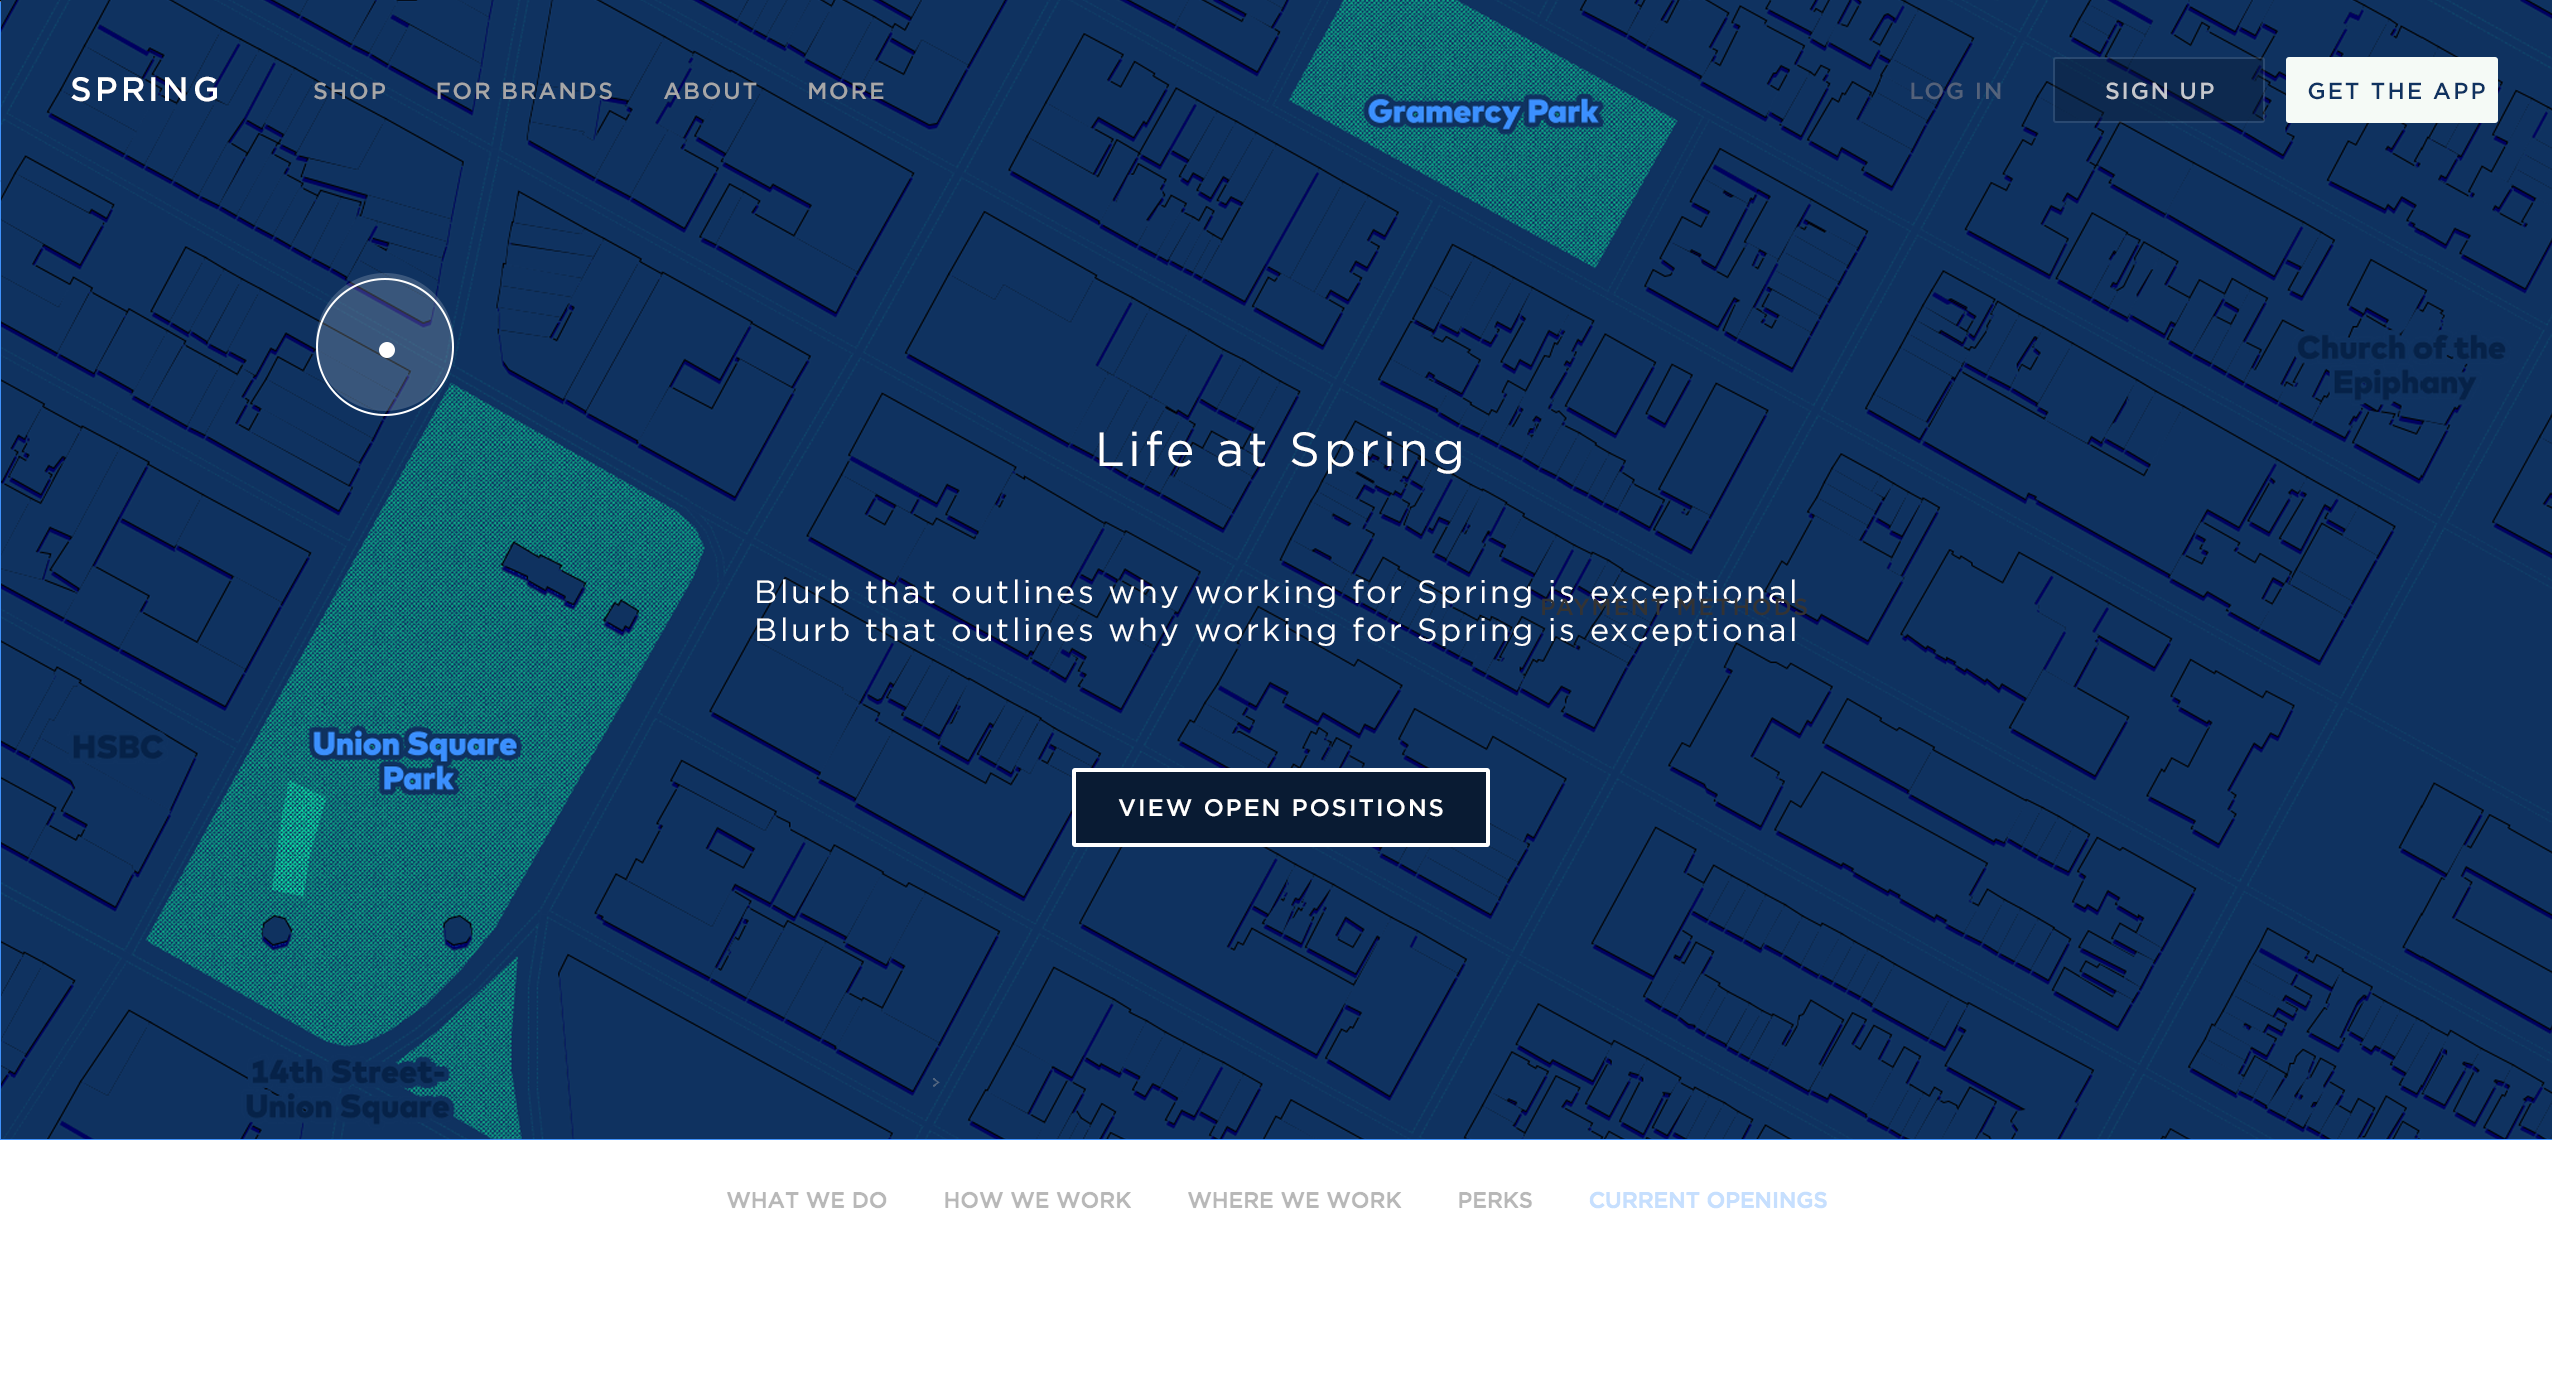 SPRING
SHOP
FOR BRANDS
ABOUT
MORE
LOG IN
SIGN UP
GET THE APP
Gramercy Park
Church of the
Epiphany
Life at Spring
Blurb that outlines why working for Spring is exceptional
PAYMENT METHODS
Blurb that outlines why working for Spring is exceptional
HSBC
Union Square
Park
VIEW OPEN POSITIONS
14th Street-
Union Square
>
WHAT WE DO
HOW WE WORK
WHERE WE WORK
PERKS
CURRENT OPENINGS